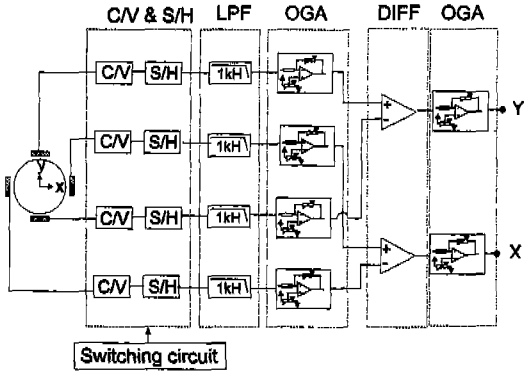 C/V & S/H LPF OGA DIFF OGA
C/V S/H 1kH
+
-
Y
C/V S/H 1kH
y
x
C/V S/H 1kH
+
-
X
C/V S/H 1kH
Switching circuit